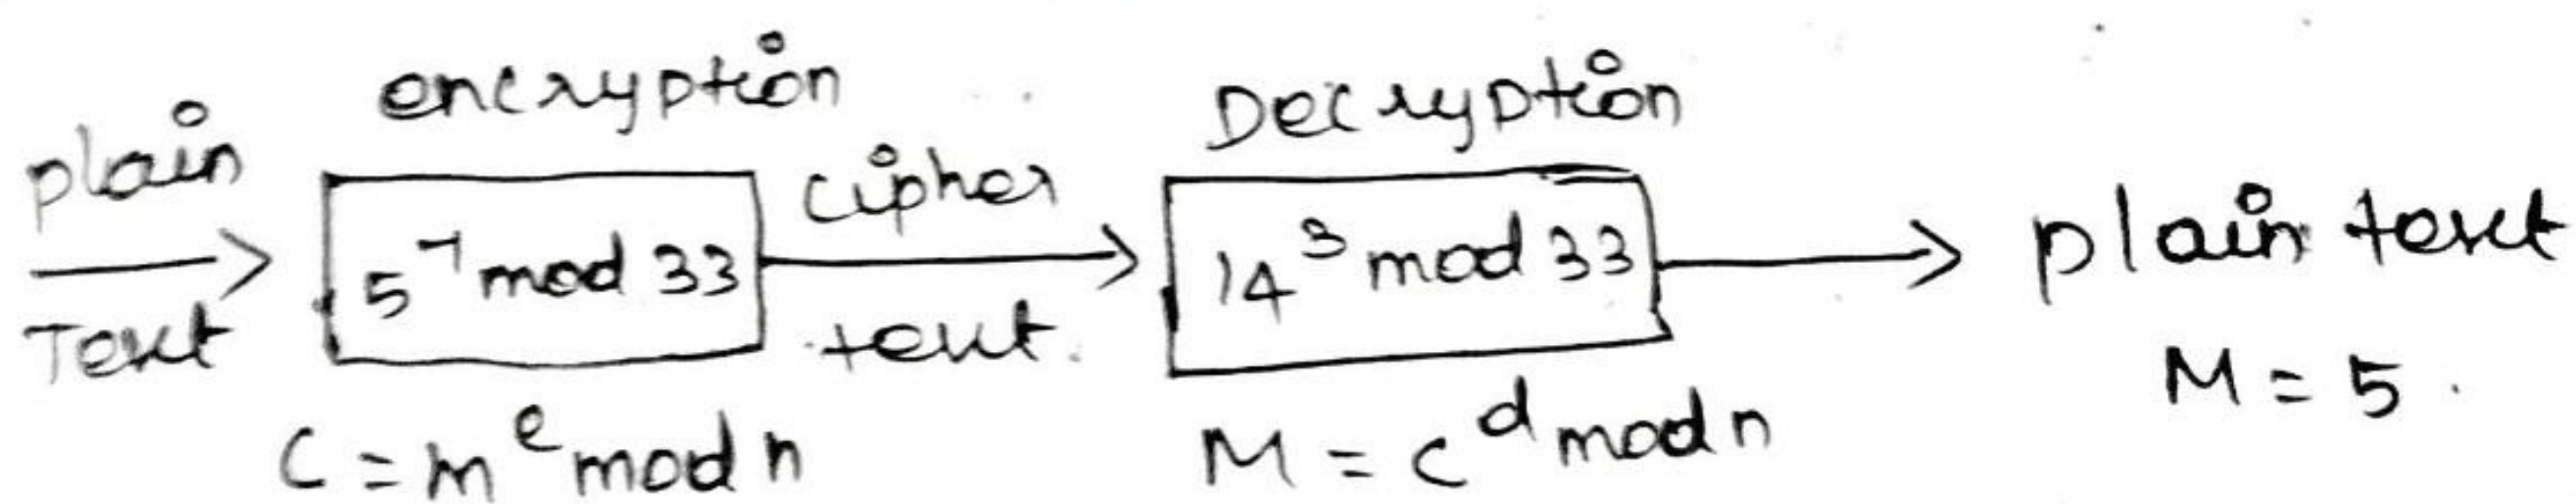 encryption
Decryption
plain
Text
5^7 mod 33
cipher
text.
14^3 mod 33
plain text
M = 5.
C = m^e mod n
M = c^d mod n